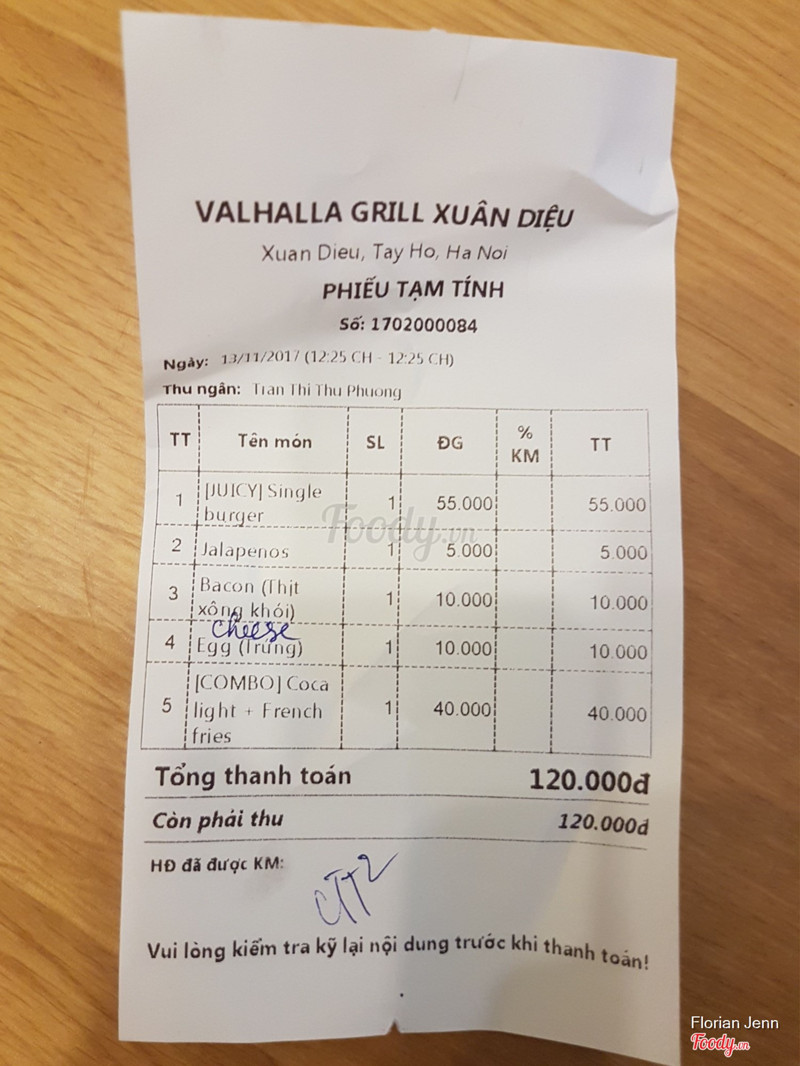 VALHALLA GRILL XUÂN DIỆU
Xuan Dieu, Tay Ho, Ha Noi
PHIẾU TẠM TÍNH
Số: 1702000084
Ngày: 13/11/2017 (12:25 CH - 12:25 CH)
Thu ngân: Tran Thi Thu Phuong
TT Tên món SL ĐG % KM TT
1 [JUICY] Single burger 1 55.000 55.000
2 Jalapenos 1 5.000 5.000
3 Bacon (Thịt xông khói) 1 10.000 10.000
cheese
4 Egg (Trứng) 1 10.000 10.000
5 [COMBO] Coca light + French fries 1 40.000 40.000
Tổng thanh toán 120.000đ
Còn phải thu 120.000đ
HĐ đã được KM:
Vui lòng kiểm tra kỹ lại nội dung trước khi thanh toán!
Foody.vn
Florian Jenn
Foody.vn